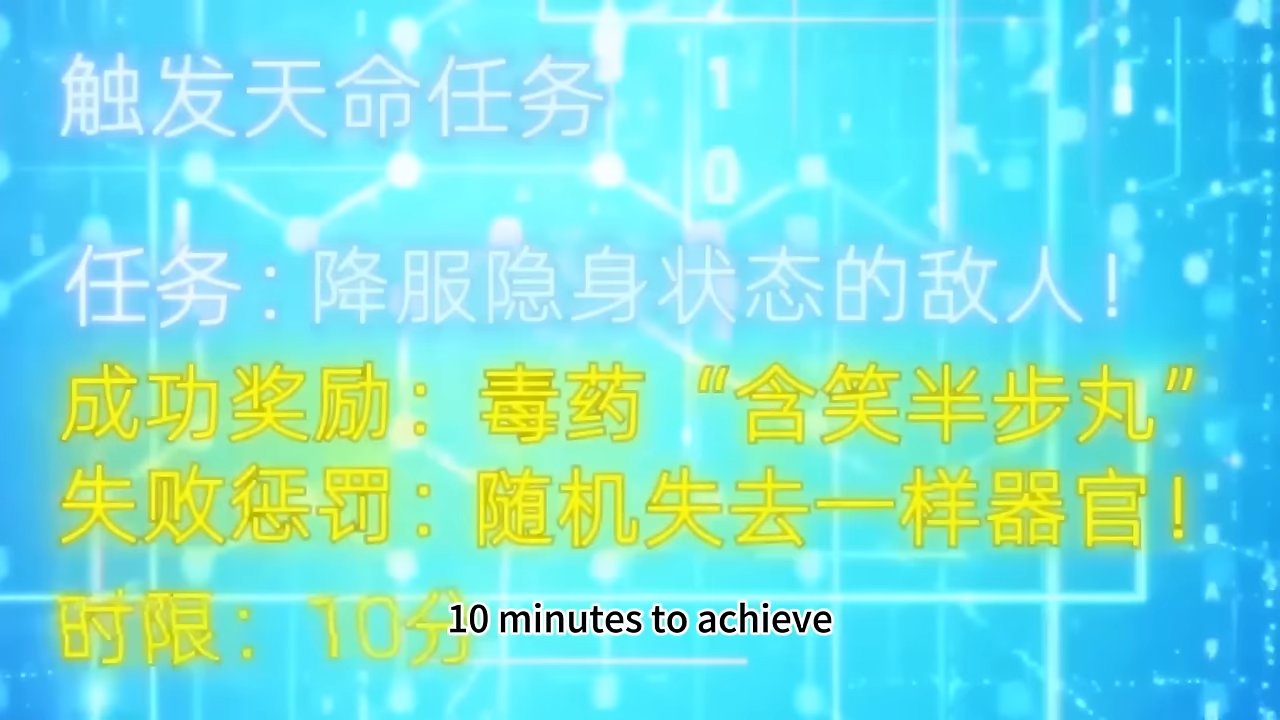 触发天命任务
1
0
任务：降服隐身状态的敌人！
成功奖励：毒药“含笑半步丸”
失败惩罚：随机失去一样器官！
时限：10分
10 minutes to achieve